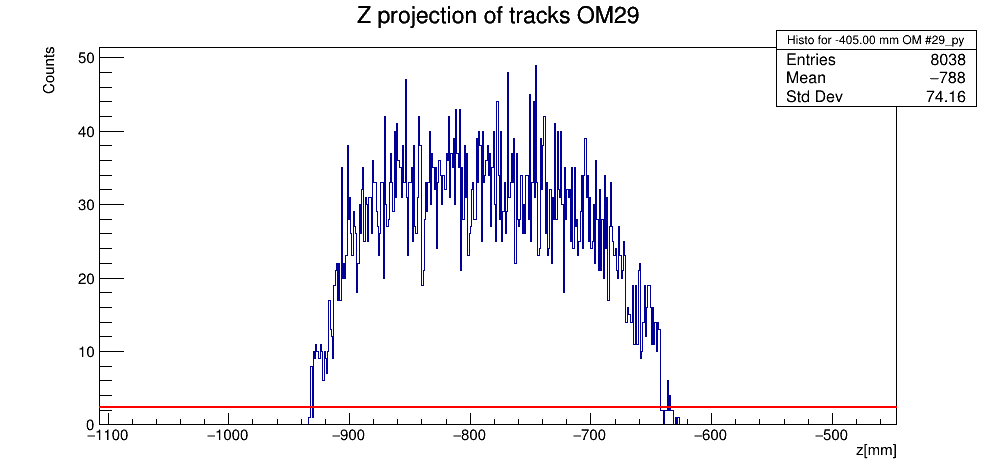 Z projection of tracks OM29
Histo for -405.00 mm OM #29_py
Entries 8038
Mean −788
Std Dev 74.16
Counts
50
40
30
20
10
0
−1100 −1000 −900 −800 −700 −600 −500
z[mm]